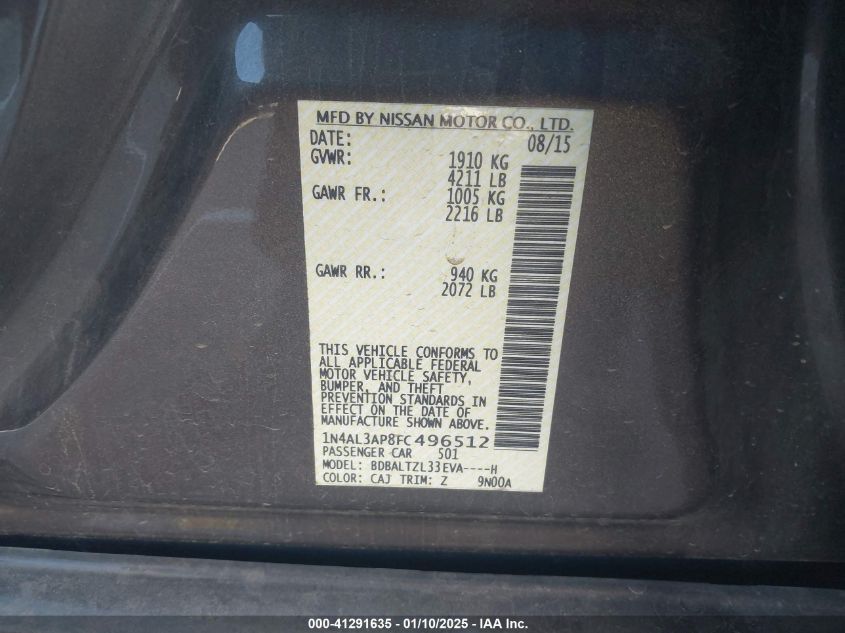 MFD BY NISSAN MOTOR CO., LTD.
DATE: 08/15
GVWR: 1910 KG
4211 LB
GAWR FR.: 1005 KG
2216 LB
GAWR RR.: 940 KG
2072 LB
THIS VEHICLE CONFORMS TO
ALL APPLICABLE FEDERAL
MOTOR VEHICLE SAFETY,
BUMPER, AND THEFT
PREVENTION STANDARDS IN
EFFECT ON THE DATE OF
MANUFACTURE SHOWN ABOVE.
1N4AL3AP8FC496512
PASSENGER CAR 501
MODEL: BDBALTZL33EVA----H
COLOR: CAJ TRIM: Z 9N00A
000-41291635 - 01/10/2025 - IAA Inc.